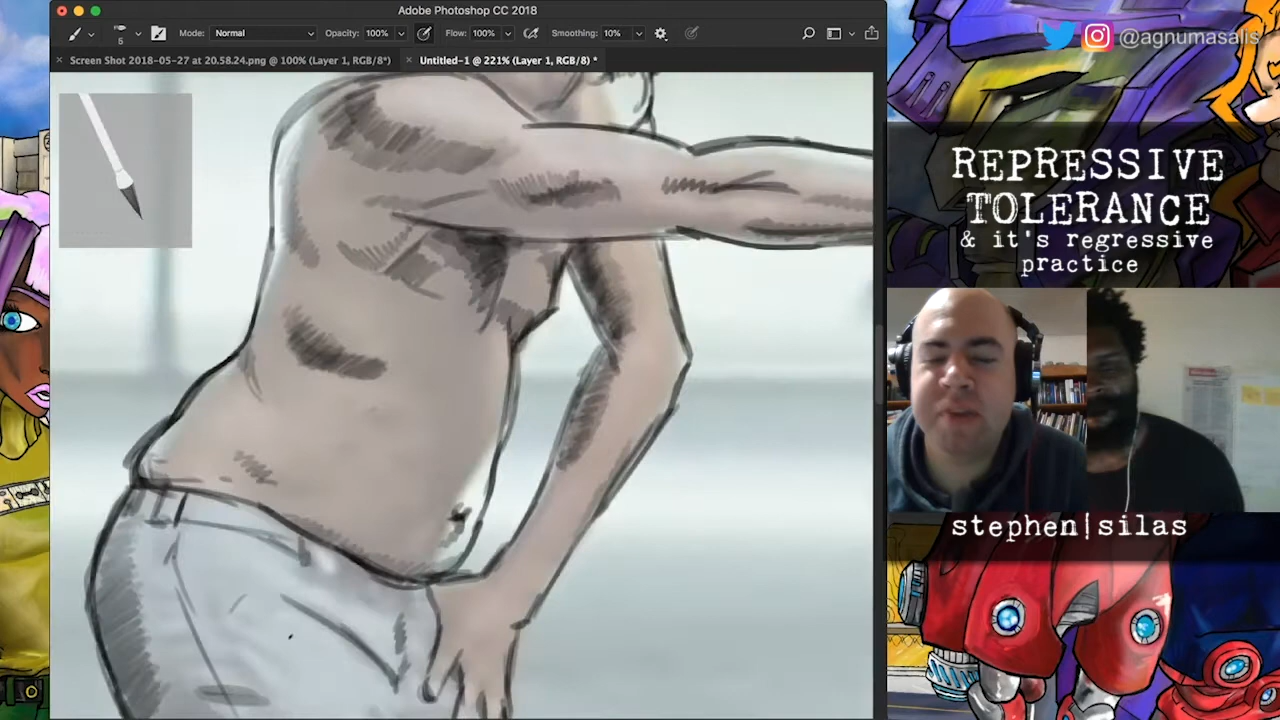 Adobe Photoshop CC 2018
5 Mode: Normal Opacity: 100% Flow: 100% Smoothing: 10%
Screen Shot 2018-05-27 at 20.58.24.png @ 100% (Layer 1, RGB/8*) Untitled-1 @ 221% (Layer 1, RGB/8) *
@agnumasalis
REPRESSIVE
TOLERANCE
& it's regressive
practice
stephen|silas